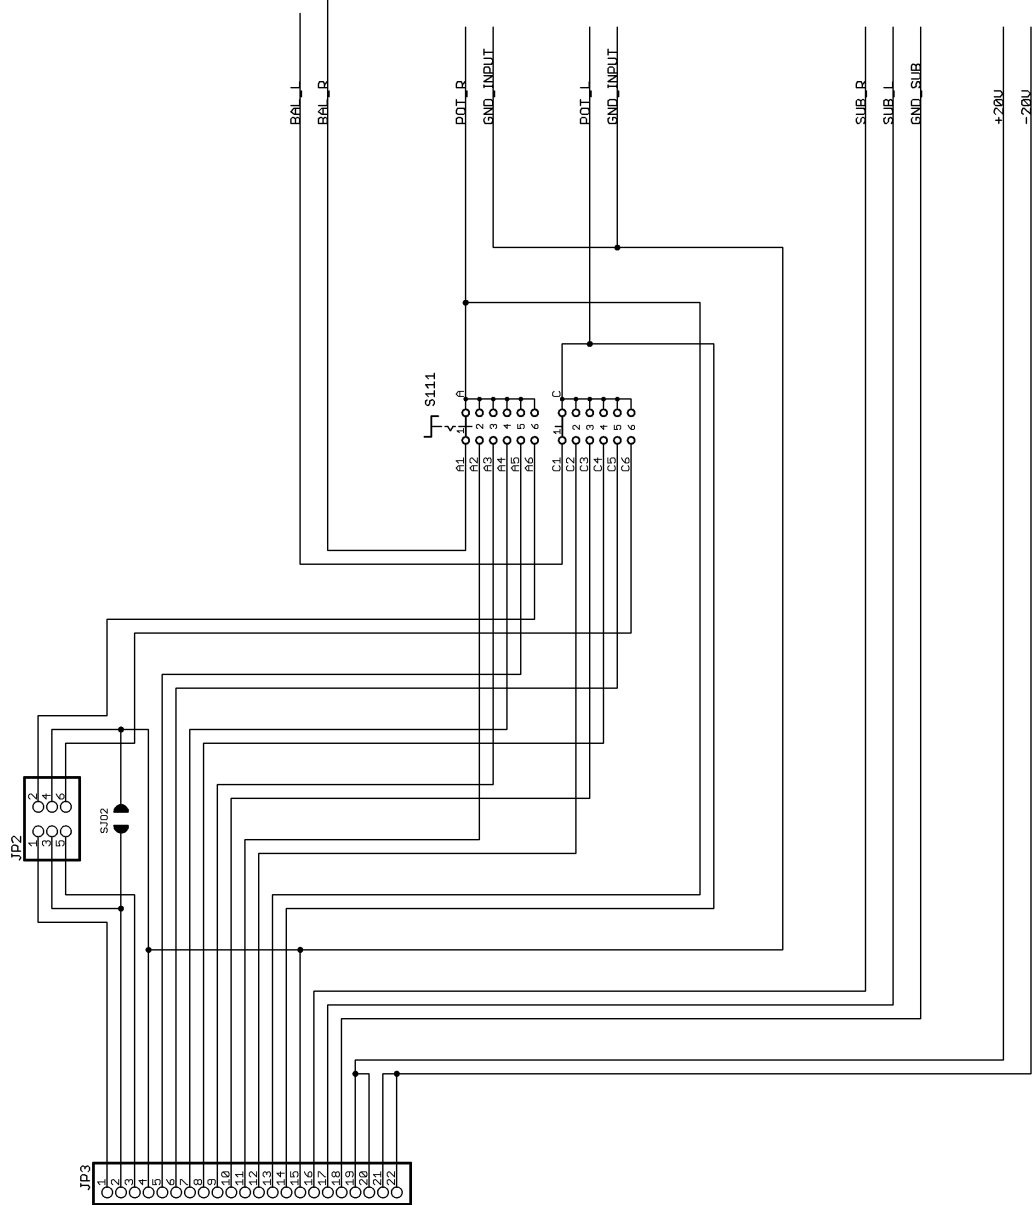 BAL_L
BAL_R
POT_R
GND_INPUT
POT_L
GND_INPUT
SUB_R
SUB_L
GND_SUB
+20V
-20V
S111
A
C
1
2
3
4
5
6
1
2
3
4
5
6
A1
A2
A3
A4
A5
A6
C1
C2
C3
C4
C5
C6
JP2
2
4
6
1
3
5
SJ02
JP3
1
2
3
4
5
6
7
8
9
10
11
12
13
14
15
16
17
18
19
20
21
22